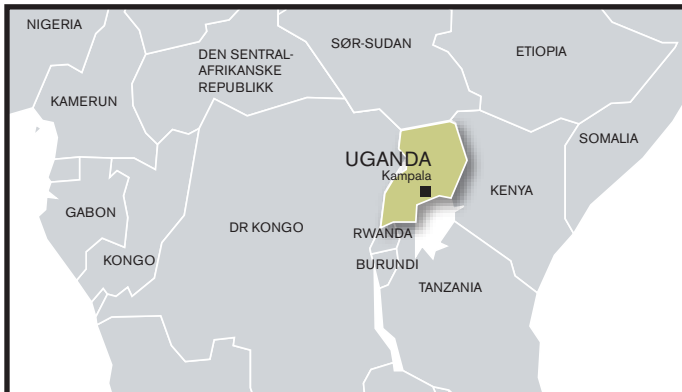 NIGERIA
SØR-SUDAN
ETIOPIA
DEN SENTRAL-
AFRIKANSKE
REPUBLIKK
KAMERUN
SOMALIA
UGANDA
Kampala
KENYA
GABON
DR KONGO
RWANDA
KONGO
BURUNDI
TANZANIA